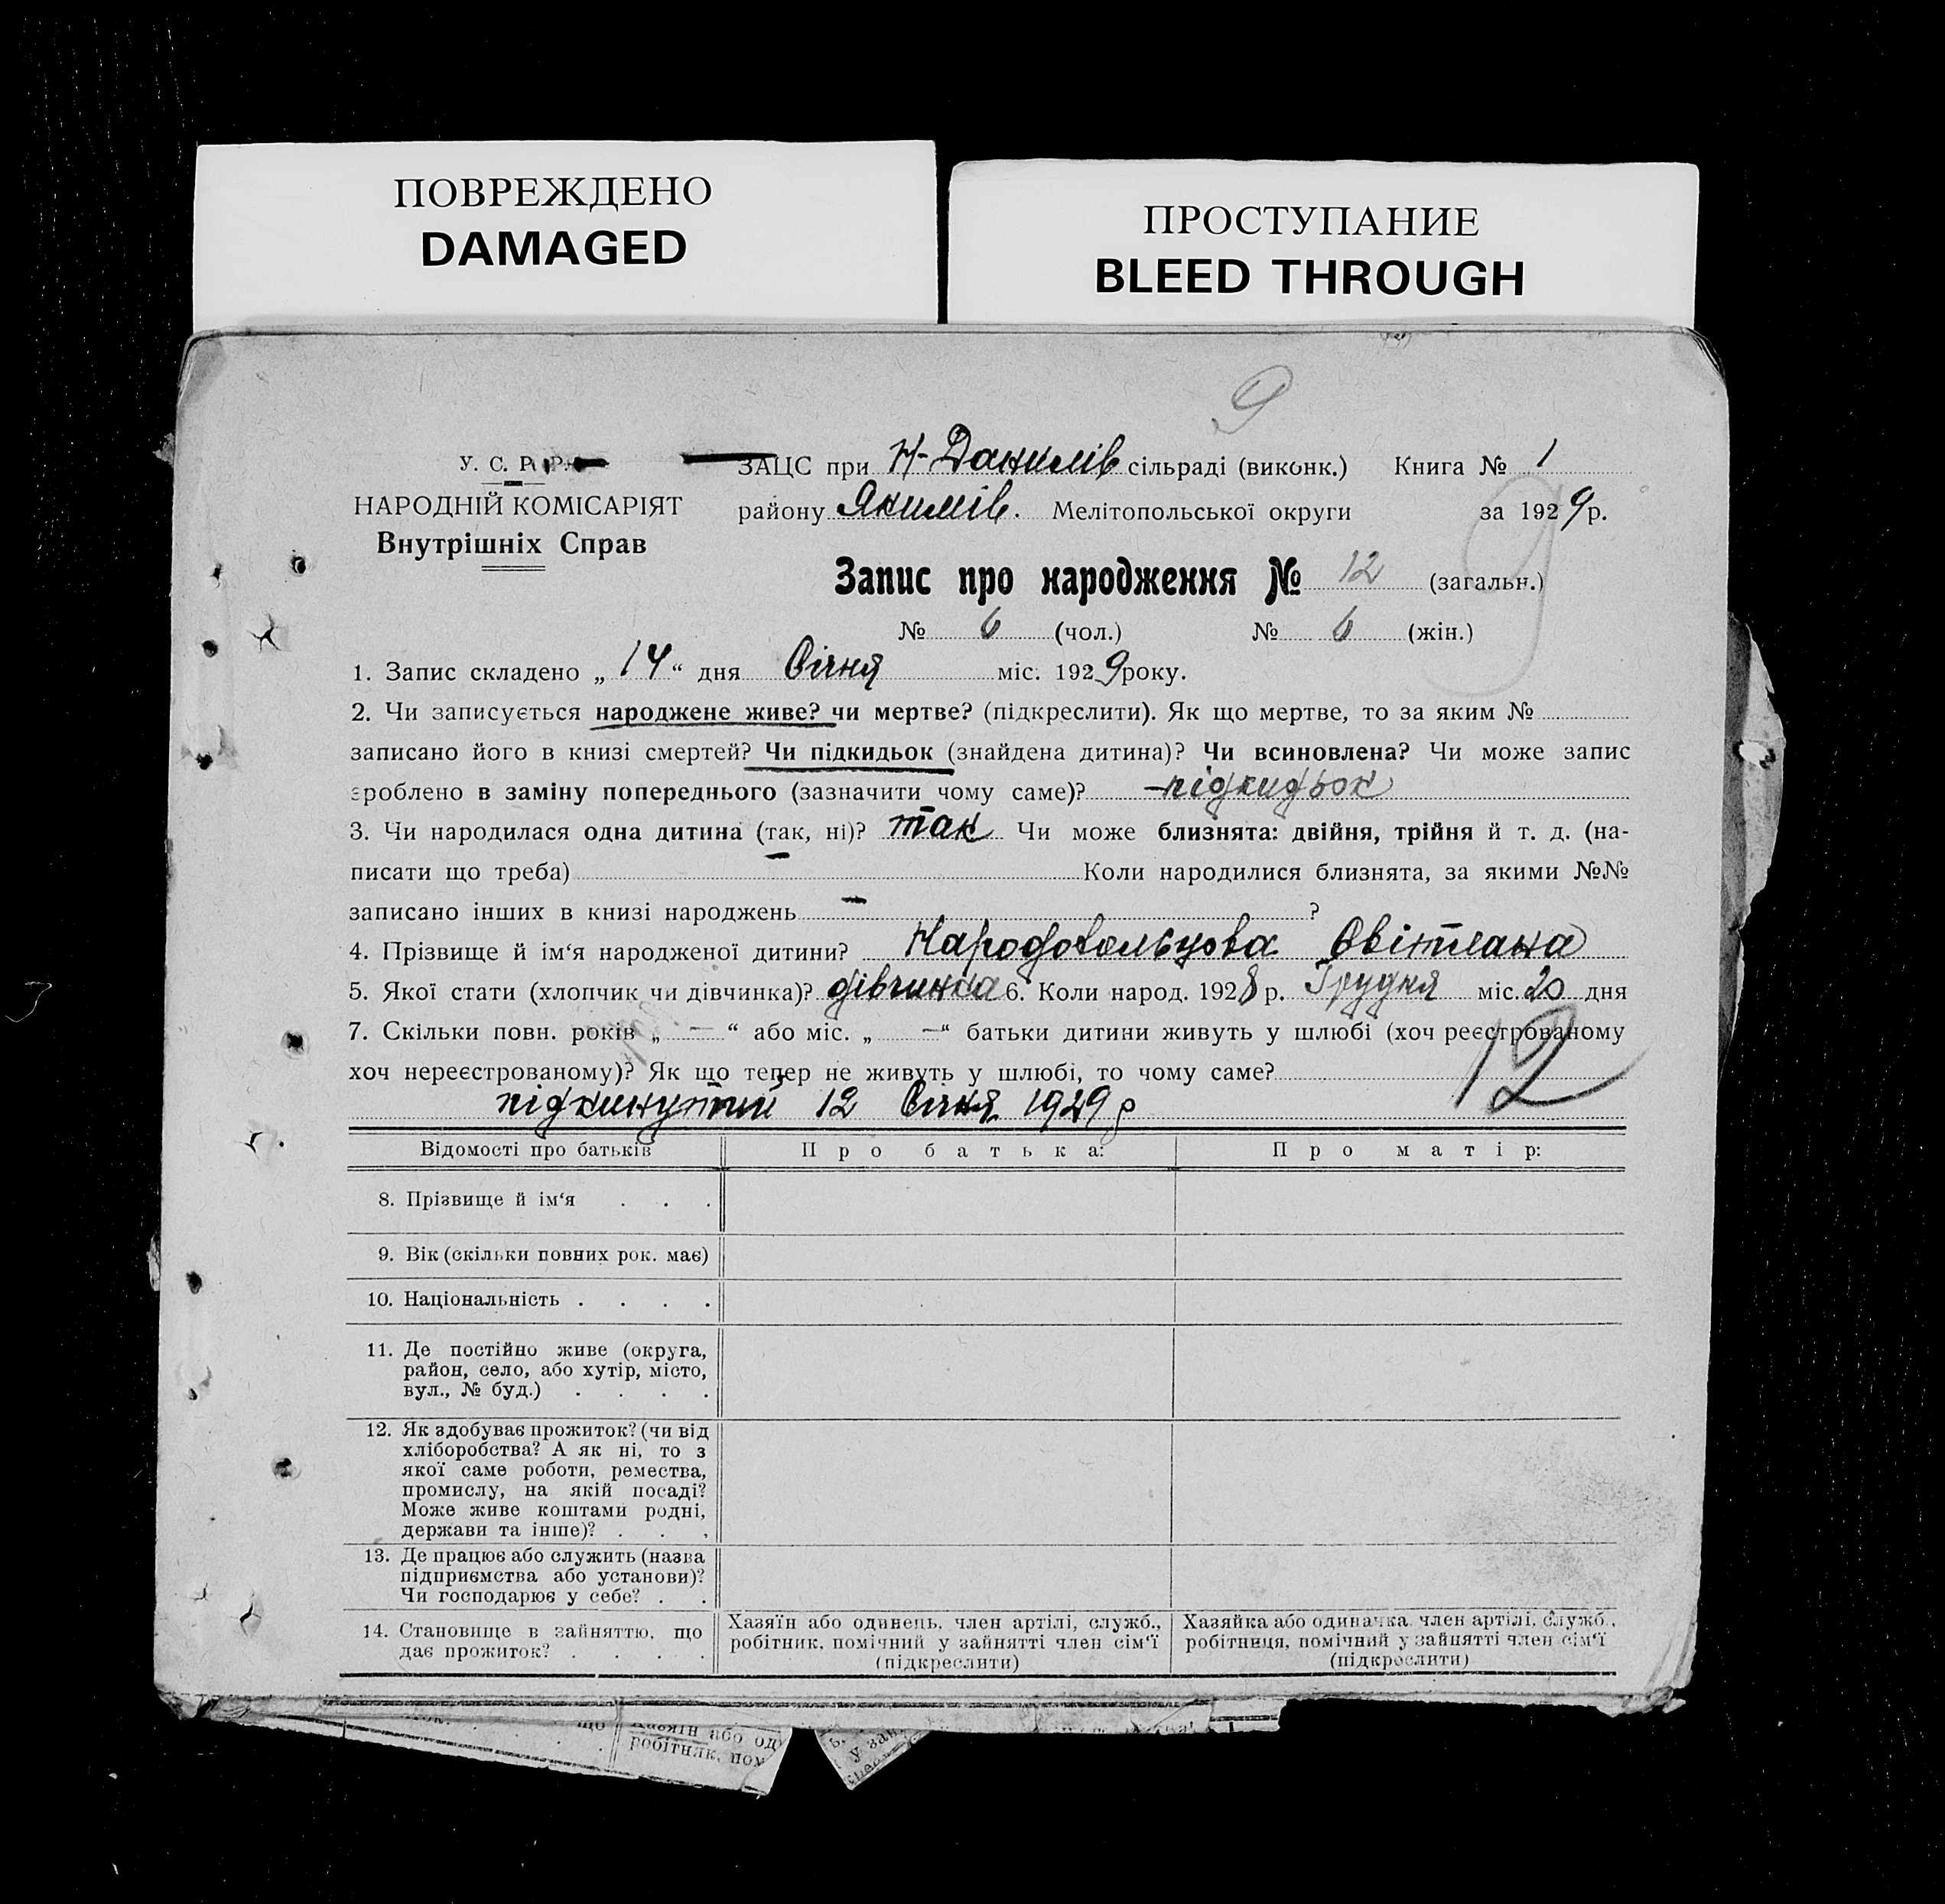 ПОВРЕЖДЕНО
DAMAGED
ПРОСТУПАНИЕ
BLEED THROUGH
9
У. С. Р. Р.
НАРОДНІЙ КОМІСАРІЯТ
Внутрішніх Справ
ЗАЦС при Н-Данилів сільраді (виконк.) Книга № 1
району Якимів. Мелітопольської округи за 1929 р.
9
Запис про народження № 12 (загальн.)
№ 6 (чол.) № 6 (жін.)
1. Запис складено „ 14 “ дня Січня міс. 1929 року.
2. Чи записується народжене живе? чи мертве? (підкреслити). Як що мертве, то за яким №
записано його в книзі смертей? Чи підкидьок (знайдена дитина)? Чи всиновлена? Чи може запис
зроблено в заміну попереднього (зазначити чому саме)? підкидьок
3. Чи народилася одна дитина (так, ні)? так Чи може близнята: двійня, трійня й т. д. (на-
писати що треба) Коли народилися близнята, за якими №№
записано інших в книзі народжень — ?
4. Прізвище й ім‘я народженої дитини? Народовольцова Світлана
5. Якої стати (хлопчик чи дівчинка)? дівчинка 6. Коли народ. 1928 р. Грудня міс. 20 дня
7. Скільки повн. років „ — “ або міс. „ — “ батьки дитини живуть у шлюбі (хоч реєстрованому
хоч нереєстрованому)? Як що тепер не живуть у шлюбі, то чому саме?
12
підкинутий 12 Січня 1929 р
Відомості про батьків Про батька: Про матір:
8. Прізвище й ім‘я . . .
9. Вік (скільки повних рок. має)
10. Національність . . . .
11. Де постійно живе (округа,
район, село, або хутір, місто,
вул., № буд.) . . . .
12. Як здобуває прожиток? (чи від
хліборобства? А як ні, то з
якої саме роботи, ремества,
промислу, на якій посаді?
Може живе коштами родні,
держави та інше)? . . .
13. Де працює або служить (назва
підприємства або установи)?
Чи господарює у себе? . .
14. Становище в зайняттю, що
дає прожиток? . . . .
Хазяїн або одинець, член артілі, служб.,
робітник, помічний у зайнятті член сім‘ї
(підкреслити)
Хазяйка або одиначка, член артілі, служб.,
робітниця, помічний у зайнятті член сім‘ї
(підкреслити)
що Хазяїн або од
робітник, пом
у зан